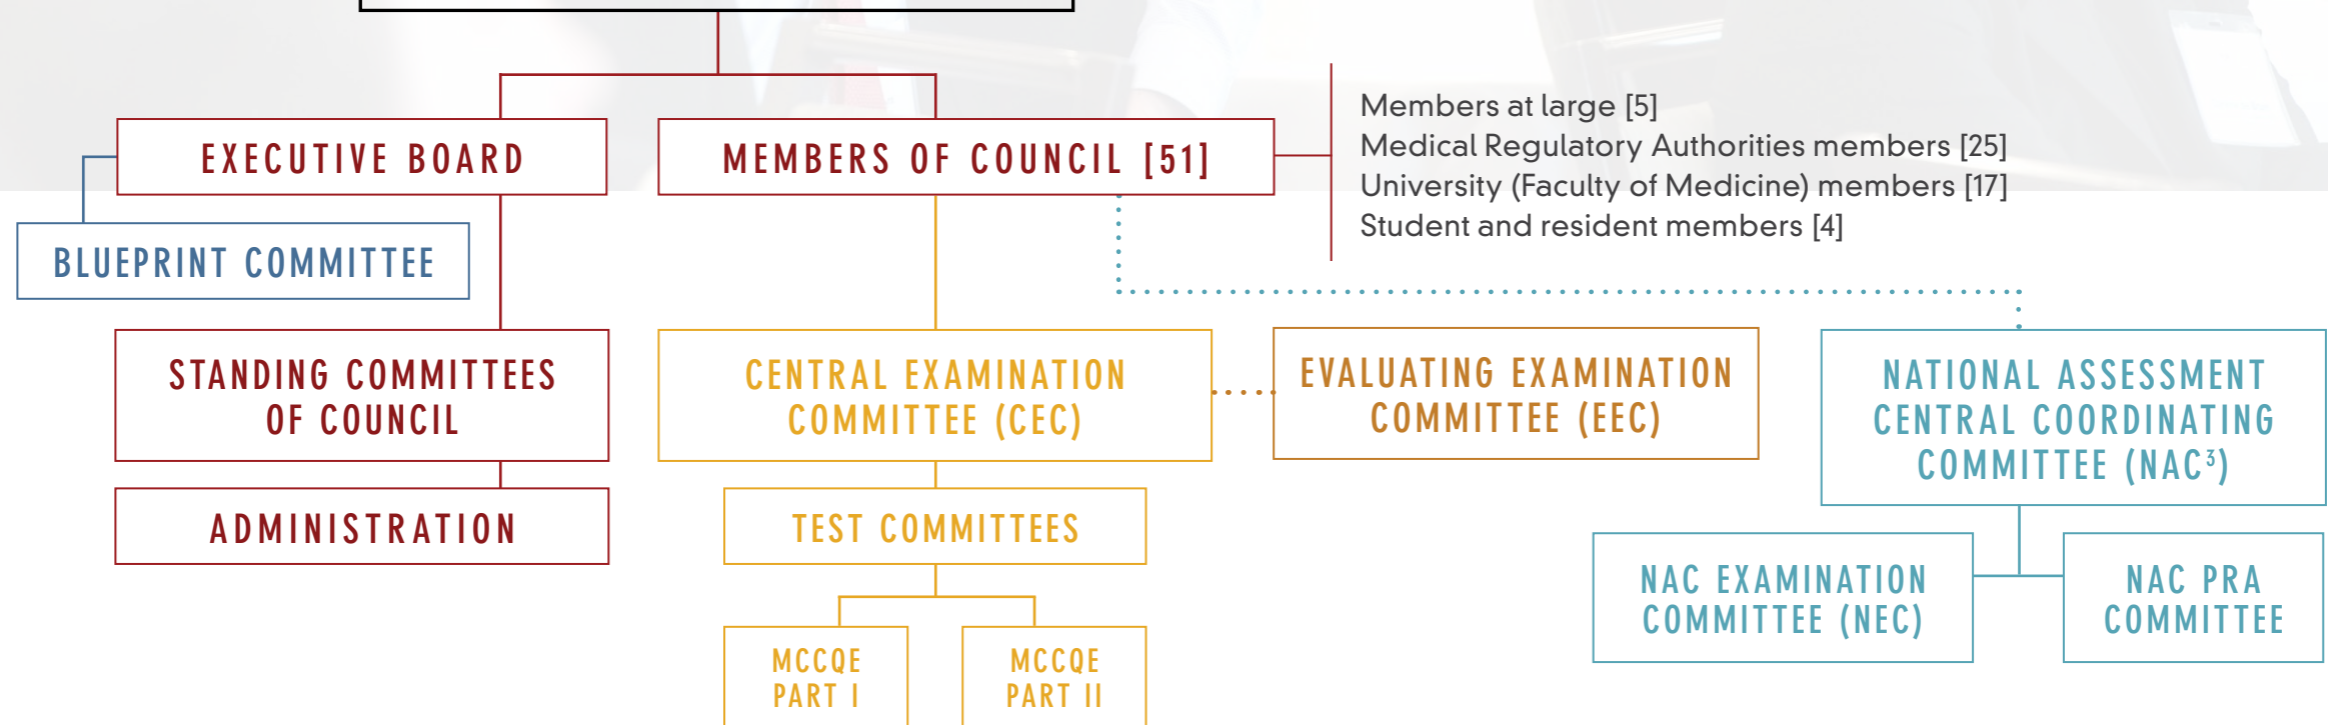 Members at large [5]
Medical Regulatory Authorities members [25]
University (Faculty of Medicine) members [17]
Student and resident members [4]
EXECUTIVE BOARD
MEMBERS OF COUNCIL [51]
BLUEPRINT COMMITTEE
STANDING COMMITTEES
OF COUNCIL
CENTRAL EXAMINATION
COMMITTEE (CEC)
EVALUATING EXAMINATION
COMMITTEE (EEC)
NATIONAL ASSESSMENT
CENTRAL COORDINATING
COMMITTEE (NAC³)
ADMINISTRATION
TEST COMMITTEES
NAC EXAMINATION
COMMITTEE (NEC)
NAC PRA
COMMITTEE
MCCQE
PART I
MCCQE
PART II